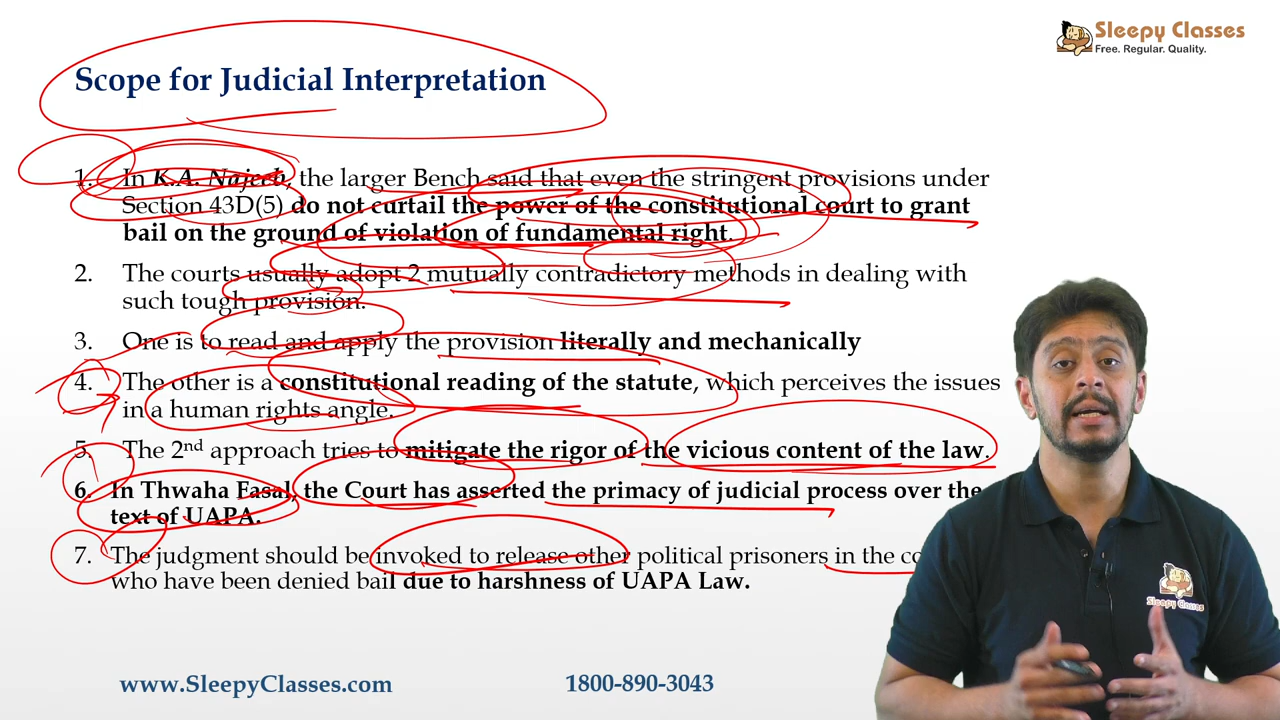 Sleepy Classes
Free. Regular. Quality.
Scope for Judicial Interpretation
1. In K.A. Najeeb, the larger Bench said that even the stringent provisions under
Section 43D(5) do not curtail the power of the constitutional court to grant
bail on the ground of violation of fundamental right.
2. The courts usually adopt 2 mutually contradictory methods in dealing with
such tough provision.
3. One is to read and apply the provision literally and mechanically
4. The other is a constitutional reading of the statute, which perceives the issues
in a human rights angle.
5. The 2nd approach tries to mitigate the rigor of the vicious content of the law.
6. In Thwaha Fasal, the Court has asserted the primacy of judicial process over the
text of UAPA.
7. The judgment should be invoked to release other political prisoners in the
who have been denied bail due to harshness of UAPA Law.
Sleepy Classes
www.SleepyClasses.com
1800-890-3043